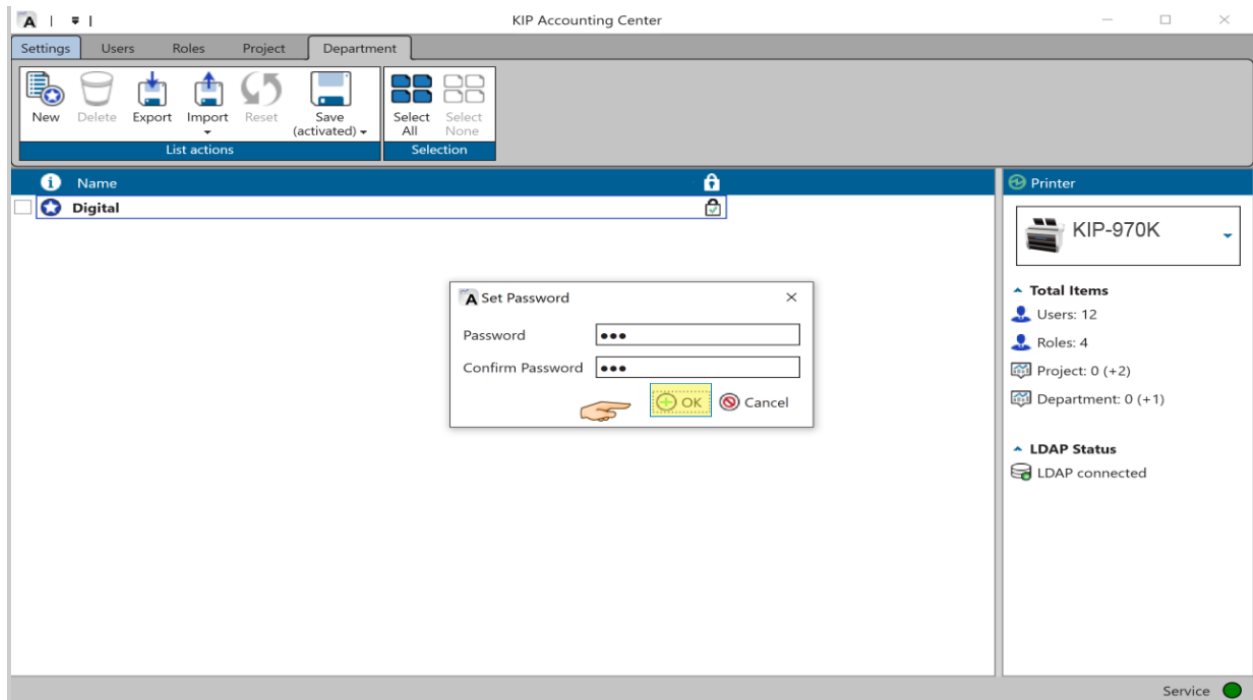 A
KIP Accounting Center
Settings Users Roles Project Department
New Delete Export Import Reset Save (activated) Select All Select None
List actions Selection
Name
Printer
Digital
KIP-970K
A Set Password
Password
Confirm Password
OK Cancel
Total Items
Users: 12
Roles: 4
Project: 0 (+2)
Department: 0 (+1)
LDAP Status
LDAP connected
Service